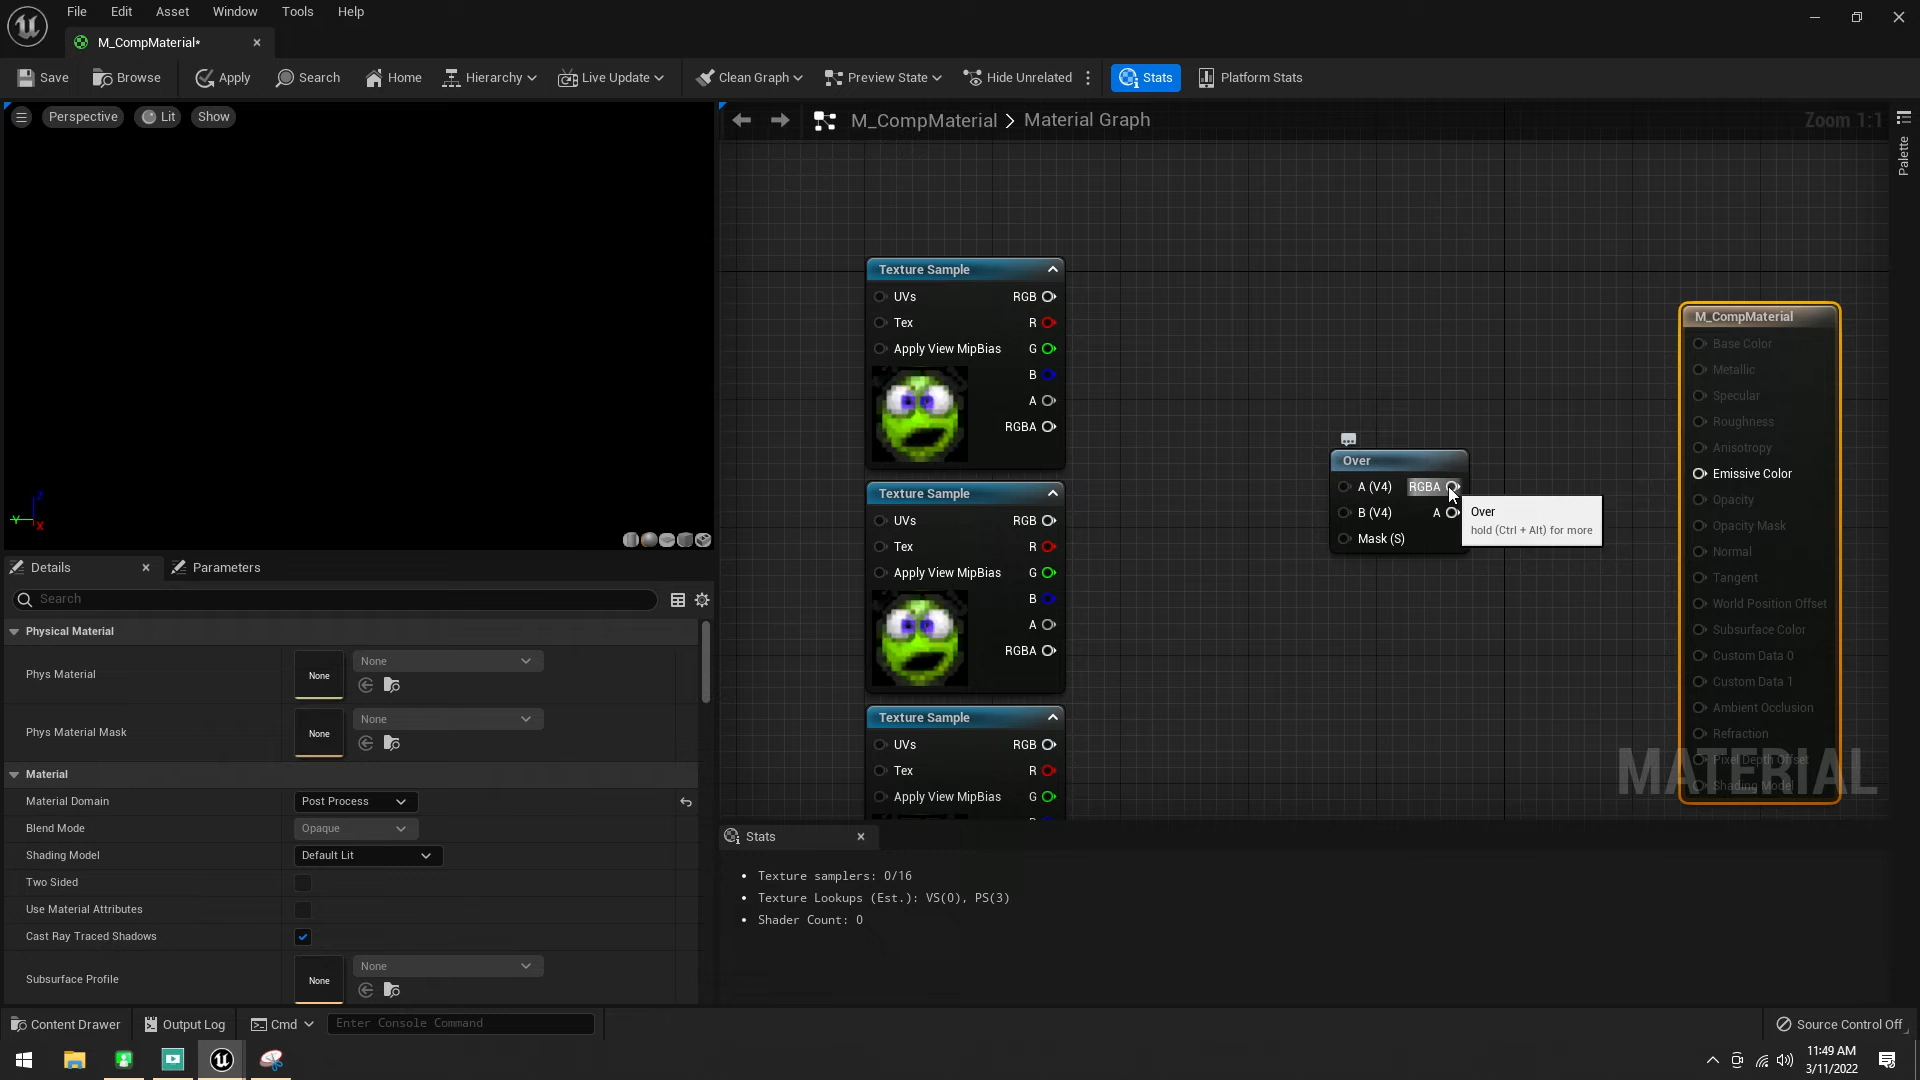 File Edit Asset Window Tools Help
M_CompMaterial*
Save Browse Apply Search Home Hierarchy Live Update Clean Graph Preview State Hide Unrelated Stats Platform Stats
Perspective Lit Show
M_CompMaterial > Material Graph
Zoom 1:1
Palette
Texture Sample
UVs RGB
Tex R
Apply View MipBias G
B
A
RGBA
Texture Sample
UVs RGB
Tex R
Apply View MipBias G
B
A
RGBA
Texture Sample
UVs RGB
Tex R
Apply View MipBias G
Over
A (V4) RGBA
B (V4) A
Mask (S)
Over
hold (Ctrl + Alt) for more
M_CompMaterial
Base Color
Metallic
Specular
Roughness
Anisotropy
Emissive Color
Opacity
Opacity Mask
Normal
Tangent
World Position Offset
Subsurface Color
Custom Data 0
Custom Data 1
Ambient Occlusion
Refraction
Pixel Depth Offset
Shading Model
MATERIAL
Z
Y
X
Details Parameters
Search
Physical Material
Phys Material None None
Phys Material Mask None None
Material
Material Domain Post Process
Blend Mode Opaque
Shading Model Default Lit
Two Sided
Use Material Attributes
Cast Ray Traced Shadows
Subsurface Profile None None
Stats
• Texture samplers: 0/16
• Texture Lookups (Est.): VS(0), PS(3)
• Shader Count: 0
Content Drawer Output Log Cmd Enter Console Command Source Control Off
11:49 AM
3/11/2022